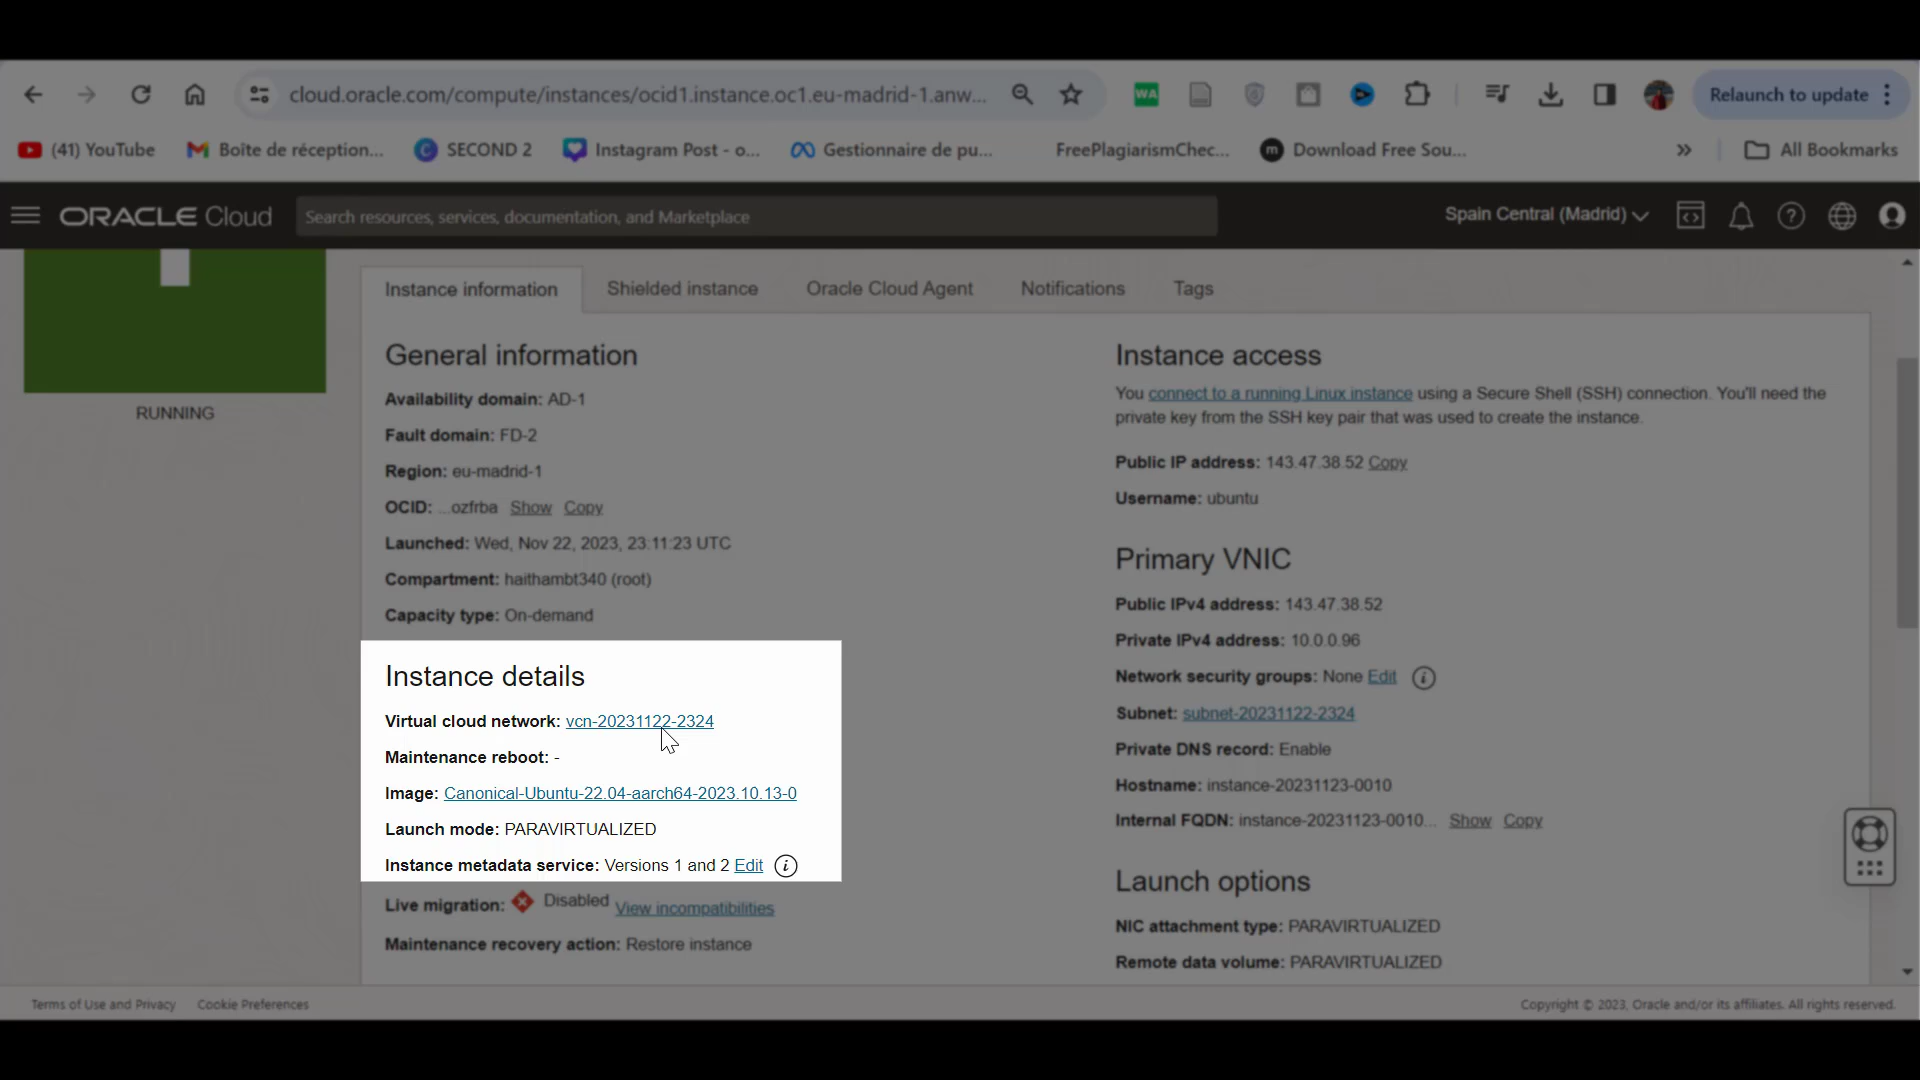 cloud.oracle.com/compute/instances/ocid1.instance.oc1.eu-madrid-1.anw...
WA
Relaunch to update
(41) YouTube
Boîte de réception...
SECOND 2
Instagram Post - o...
Gestionnaire de pu...
FreePlagiarismChec...
m
Download Free Sou...
»
All Bookmarks
ORACLE Cloud
Search resources, services, documentation, and Marketplace
Spain Central (Madrid)
RUNNING
Instance information
Shielded instance
Oracle Cloud Agent
Notifications
Tags
General information
Availability domain: AD-1
Fault domain: FD-2
Region: eu-madrid-1
OCID: ...ozfrba Show Copy
Launched: Wed, Nov 22, 2023, 23:11:23 UTC
Compartment: haithambt340 (root)
Capacity type: On-demand
Instance details
Virtual cloud network: vcn-20231122-2324
Maintenance reboot: -
Image: Canonical-Ubuntu-22.04-aarch64-2023.10.13-0
Launch mode: PARAVIRTUALIZED
Instance metadata service: Versions 1 and 2 Edit
Live migration: Disabled View incompatibilities
Maintenance recovery action: Restore instance
Instance access
You connect to a running Linux instance using a Secure Shell (SSH) connection. You'll need the
private key from the SSH key pair that was used to create the instance.
Public IP address: 143.47.38.52 Copy
Username: ubuntu
Primary VNIC
Public IPv4 address: 143.47.38.52
Private IPv4 address: 10.0.0.96
Network security groups: None Edit
Subnet: subnet-20231122-2324
Private DNS record: Enable
Hostname: instance-20231123-0010
Internal FQDN: instance-20231123-0010... Show Copy
Launch options
NIC attachment type: PARAVIRTUALIZED
Remote data volume: PARAVIRTUALIZED
Terms of Use and Privacy
Cookie Preferences
Copyright © 2023, Oracle and/or its affiliates. All rights reserved.